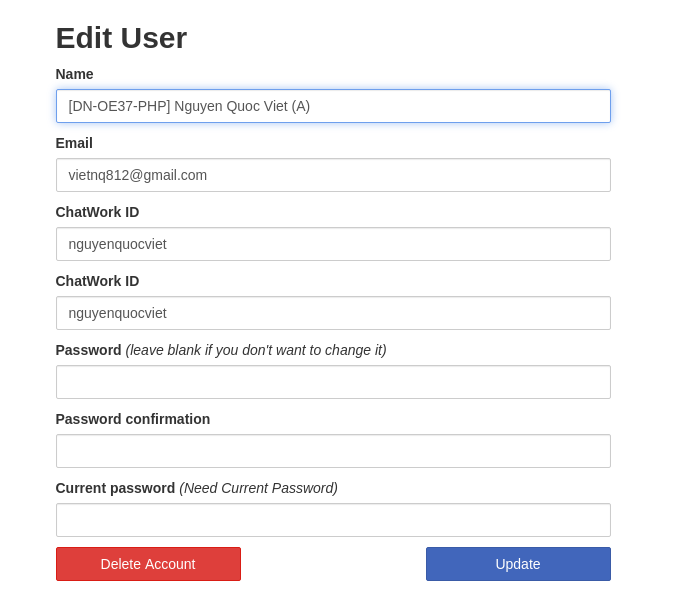 Edit User
Name
[DN-OE37-PHP] Nguyen Quoc Viet (A)
Email
vietnq812@gmail.com
ChatWork ID
nguyenquocviet
ChatWork ID
nguyenquocviet
Password (leave blank if you don't want to change it)
Password confirmation
Current password (Need Current Password)
Delete Account Update